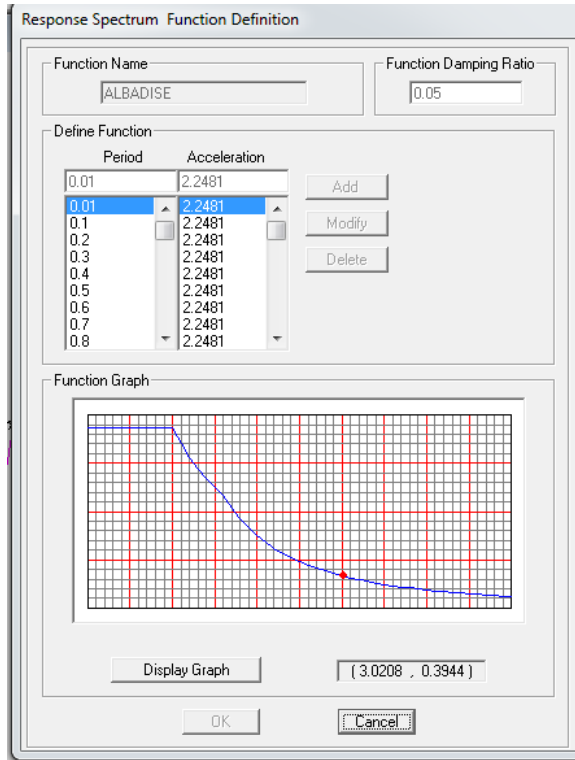 Response Spectrum Function Definition
Function Name
ALBADISE
Function Damping Ratio
0.05
Define Function
Period Acceleration
0.01 2.2481
Add
0.01 2.2481
0.1 2.2481
Modify
0.2 2.2481
0.3 2.2481
Delete
0.4 2.2481
0.5 2.2481
0.6 2.2481
0.7 2.2481
0.8 2.2481
Function Graph
Display Graph
( 3.0208 , 0.3944 )
OK
Cancel